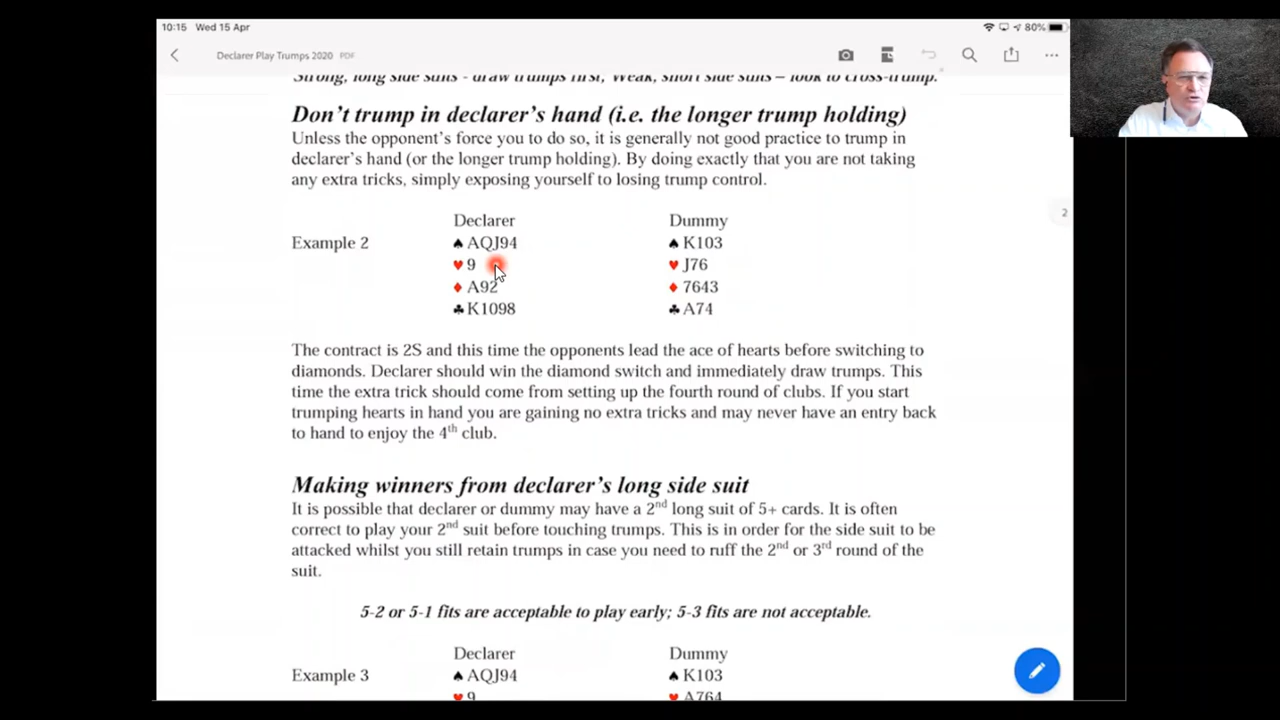 10:15 Wed 15 Apr 80%
Declarer Play Trumps 2020 PDF
Strong, long side suits - draw trumps first, Weak, short side suits – look to cross-trump.
Don't trump in declarer's hand (i.e. the longer trump holding)
Unless the opponent's force you to do so, it is generally not good practice to trump in
declarer's hand (or the longer trump holding). By doing exactly that you are not taking
any extra tricks, simply exposing yourself to losing trump control.
2
Declarer Dummy
Example 2 ♠ AQJ94 ♠ K103
♥ 9 ♥ J76
♦ A92 ♦ 7643
♣ K1098 ♣ A74
The contract is 2S and this time the opponents lead the ace of hearts before switching to
diamonds. Declarer should win the diamond switch and immediately draw trumps. This
time the extra trick should come from setting up the fourth round of clubs. If you start
trumping hearts in hand you are gaining no extra tricks and may never have an entry back
to hand to enjoy the 4th club.
Making winners from declarer's long side suit
It is possible that declarer or dummy may have a 2nd long suit of 5+ cards. It is often
correct to play your 2nd suit before touching trumps. This is in order for the side suit to be
attacked whilst you still retain trumps in case you need to ruff the 2nd or 3rd round of the
suit.
5-2 or 5-1 fits are acceptable to play early; 5-3 fits are not acceptable.
Declarer Dummy
Example 3 ♠ AQJ94 ♠ K103
♥ 9 ♥ A764